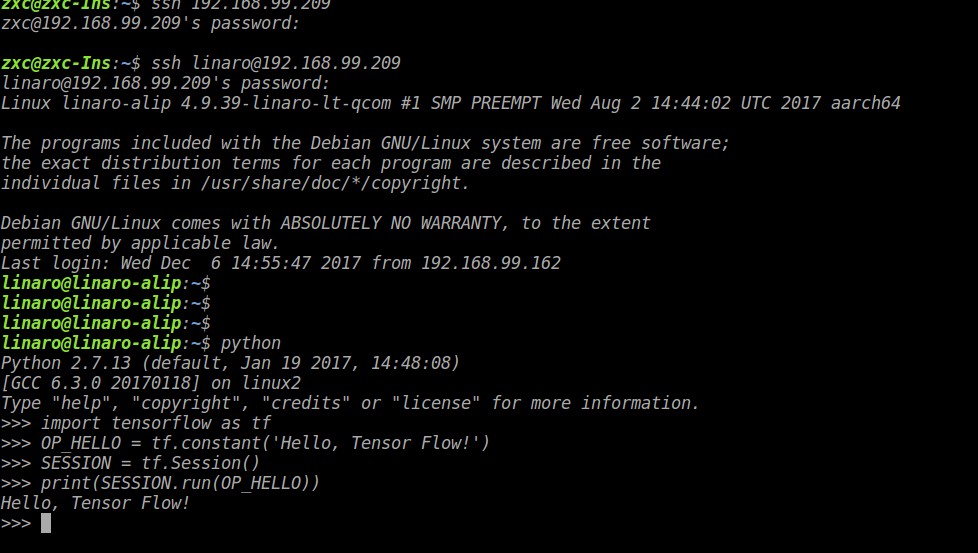 zxc@zxc-Ins:~$ ssh 192.168.99.209
zxc@192.168.99.209's password:
zxc@zxc-Ins:~$ ssh linaro@192.168.99.209
linaro@192.168.99.209's password:
Linux linaro-alip 4.9.39-linaro-lt-qcom #1 SMP PREEMPT Wed Aug 2 14:44:02 UTC 2017 aarch64
The programs included with the Debian GNU/Linux system are free software;
the exact distribution terms for each program are described in the
individual files in /usr/share/doc/*/copyright.
Debian GNU/Linux comes with ABSOLUTELY NO WARRANTY, to the extent
permitted by applicable law.
Last login: Wed Dec  6 14:55:47 2017 from 192.168.99.162
linaro@linaro-alip:~$
linaro@linaro-alip:~$
linaro@linaro-alip:~$
linaro@linaro-alip:~$ python
Python 2.7.13 (default, Jan 19 2017, 14:48:08)
[GCC 6.3.0 20170118] on linux2
Type "help", "copyright", "credits" or "license" for more information.
>>> import tensorflow as tf
>>> OP_HELLO = tf.constant('Hello, Tensor Flow!')
>>> SESSION = tf.Session()
>>> print(SESSION.run(OP_HELLO))
Hello, Tensor Flow!
>>>